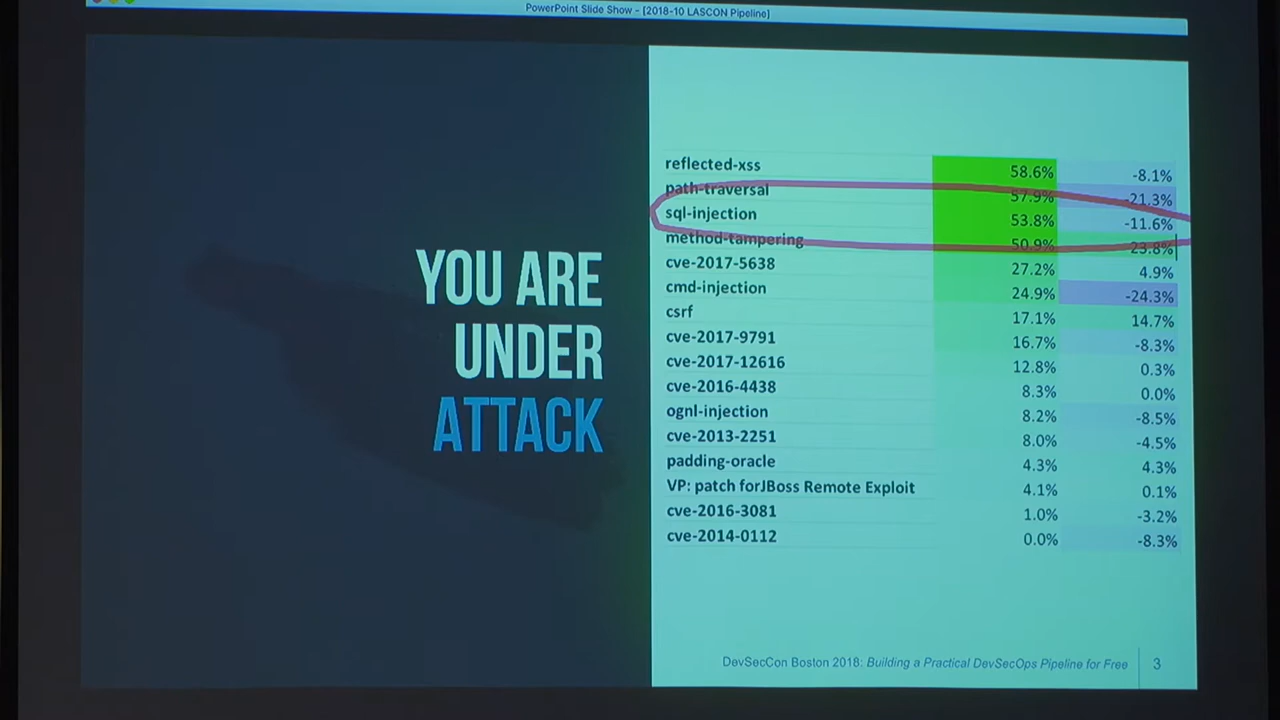 PowerPoint Slide Show - [2018-10 LASCON Pipeline]
YOU ARE
UNDER
ATTACK
reflected-xss 58.6% -8.1%
path-traversal 57.9% -21.3%
sql-injection 53.8% -11.6%
method-tampering 50.9% 23.8%
cve-2017-5638 27.2% 4.9%
cmd-injection 24.9% -24.3%
csrf 17.1% 14.7%
cve-2017-9791 16.7% -8.3%
cve-2017-12616 12.8% 0.3%
cve-2016-4438 8.3% 0.0%
ognl-injection 8.2% -8.5%
cve-2013-2251 8.0% -4.5%
padding-oracle 4.3% 4.3%
VP: patch forJBoss Remote Exploit 4.1% 0.1%
cve-2016-3081 1.0% -3.2%
cve-2014-0112 0.0% -8.3%
DevSecCon Boston 2018: Building a Practical DevSecOps Pipeline for Free 3